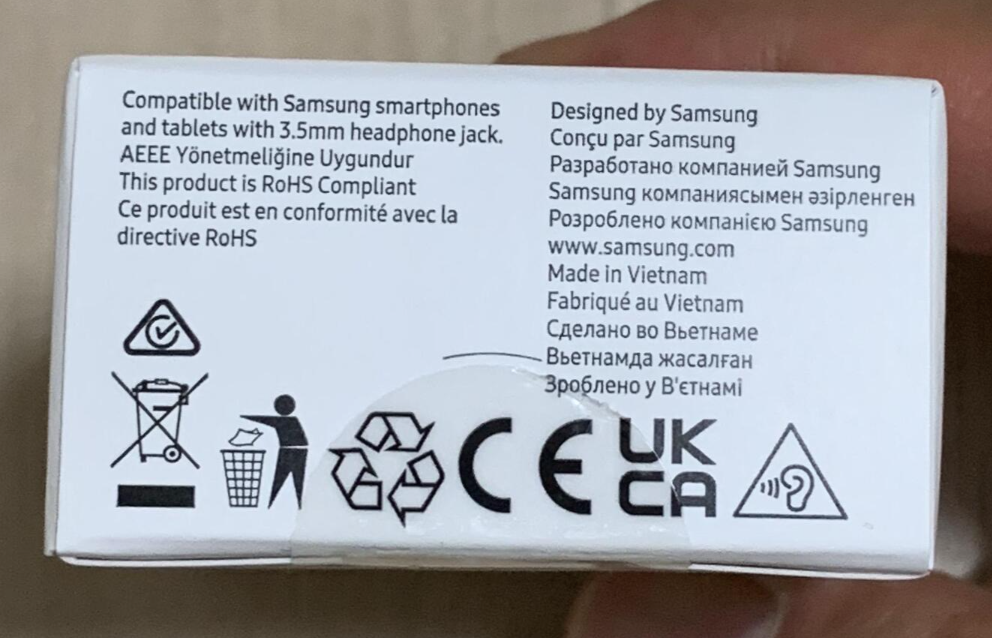 Compatible with Samsung smartphones
and tablets with 3.5mm headphone jack.
AEEE Yönetmeliğine Uygundur
This product is RoHS Compliant
Ce produit est en conformité avec la
directive RoHS
Designed by Samsung
Conçu par Samsung
Разработано компанией Samsung
Samsung компаниясымен әзірленген
Розроблено компанією Samsung
www.samsung.com
Made in Vietnam
Fabriqué au Vietnam
Сделано во Вьетнаме
Вьетнамда жасалған
Зроблено у В'єтнамі
CE
UK
CA